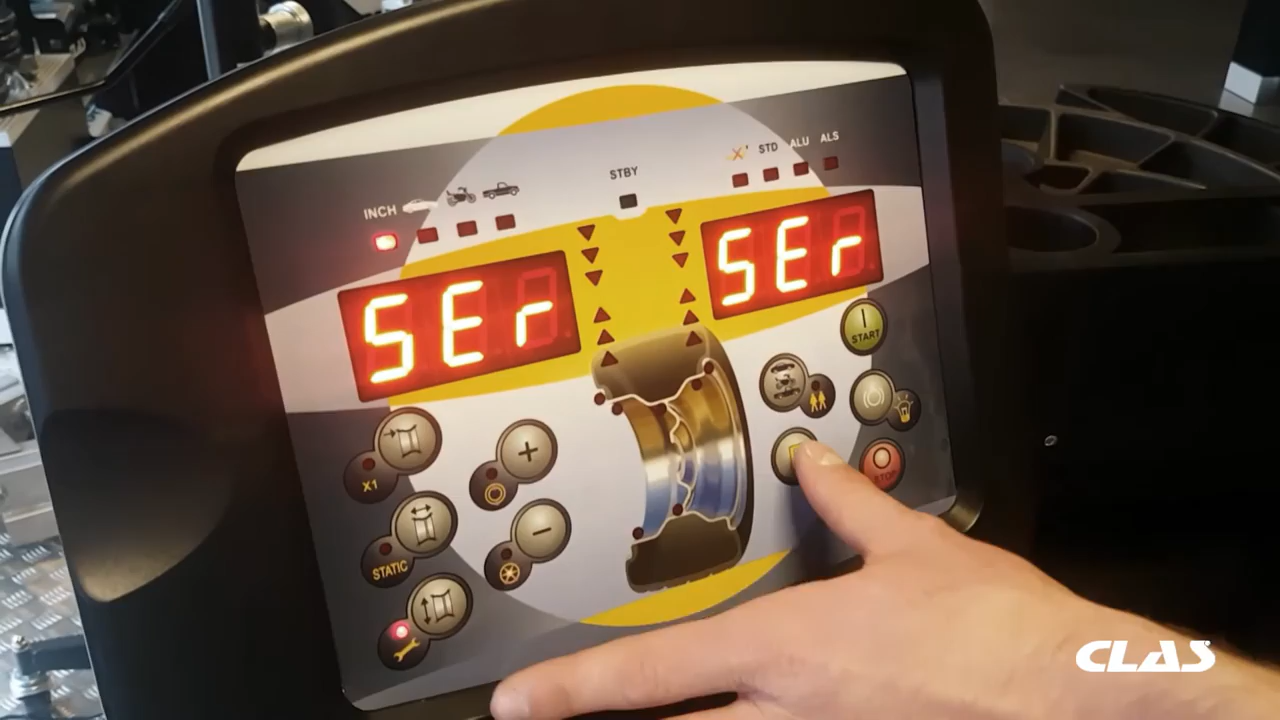 STBY
STD ALU ALS
INCH
SEr SEr
START
X1
STATIC
STOP
CLAS